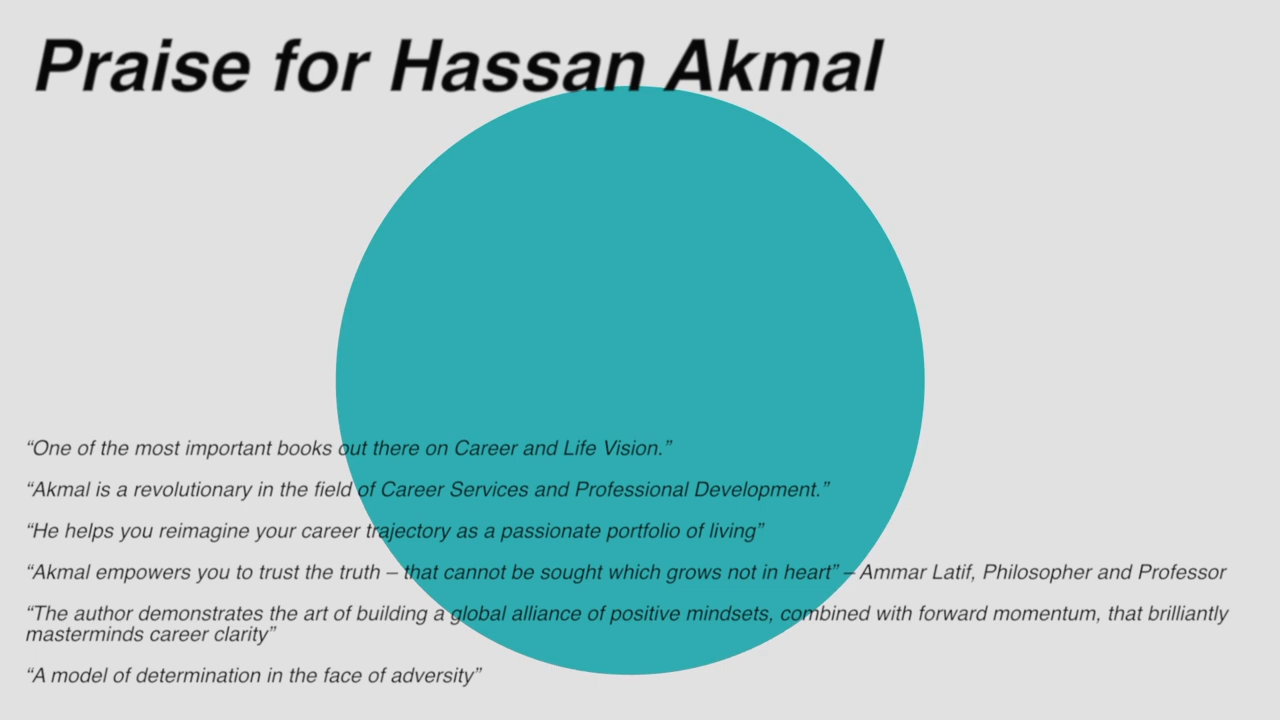 Praise for Hassan Akmal
“One of the most important books out there on Career and Life Vision.”
“Akmal is a revolutionary in the field of Career Services and Professional Development.”
“He helps you reimagine your career trajectory as a passionate portfolio of living”
“Akmal empowers you to trust the truth – that cannot be sought which grows not in heart” – Ammar Latif, Philosopher and Professor
“The author demonstrates the art of building a global alliance of positive mindsets, combined with forward momentum, that brilliantly
masterminds career clarity”
“A model of determination in the face of adversity”